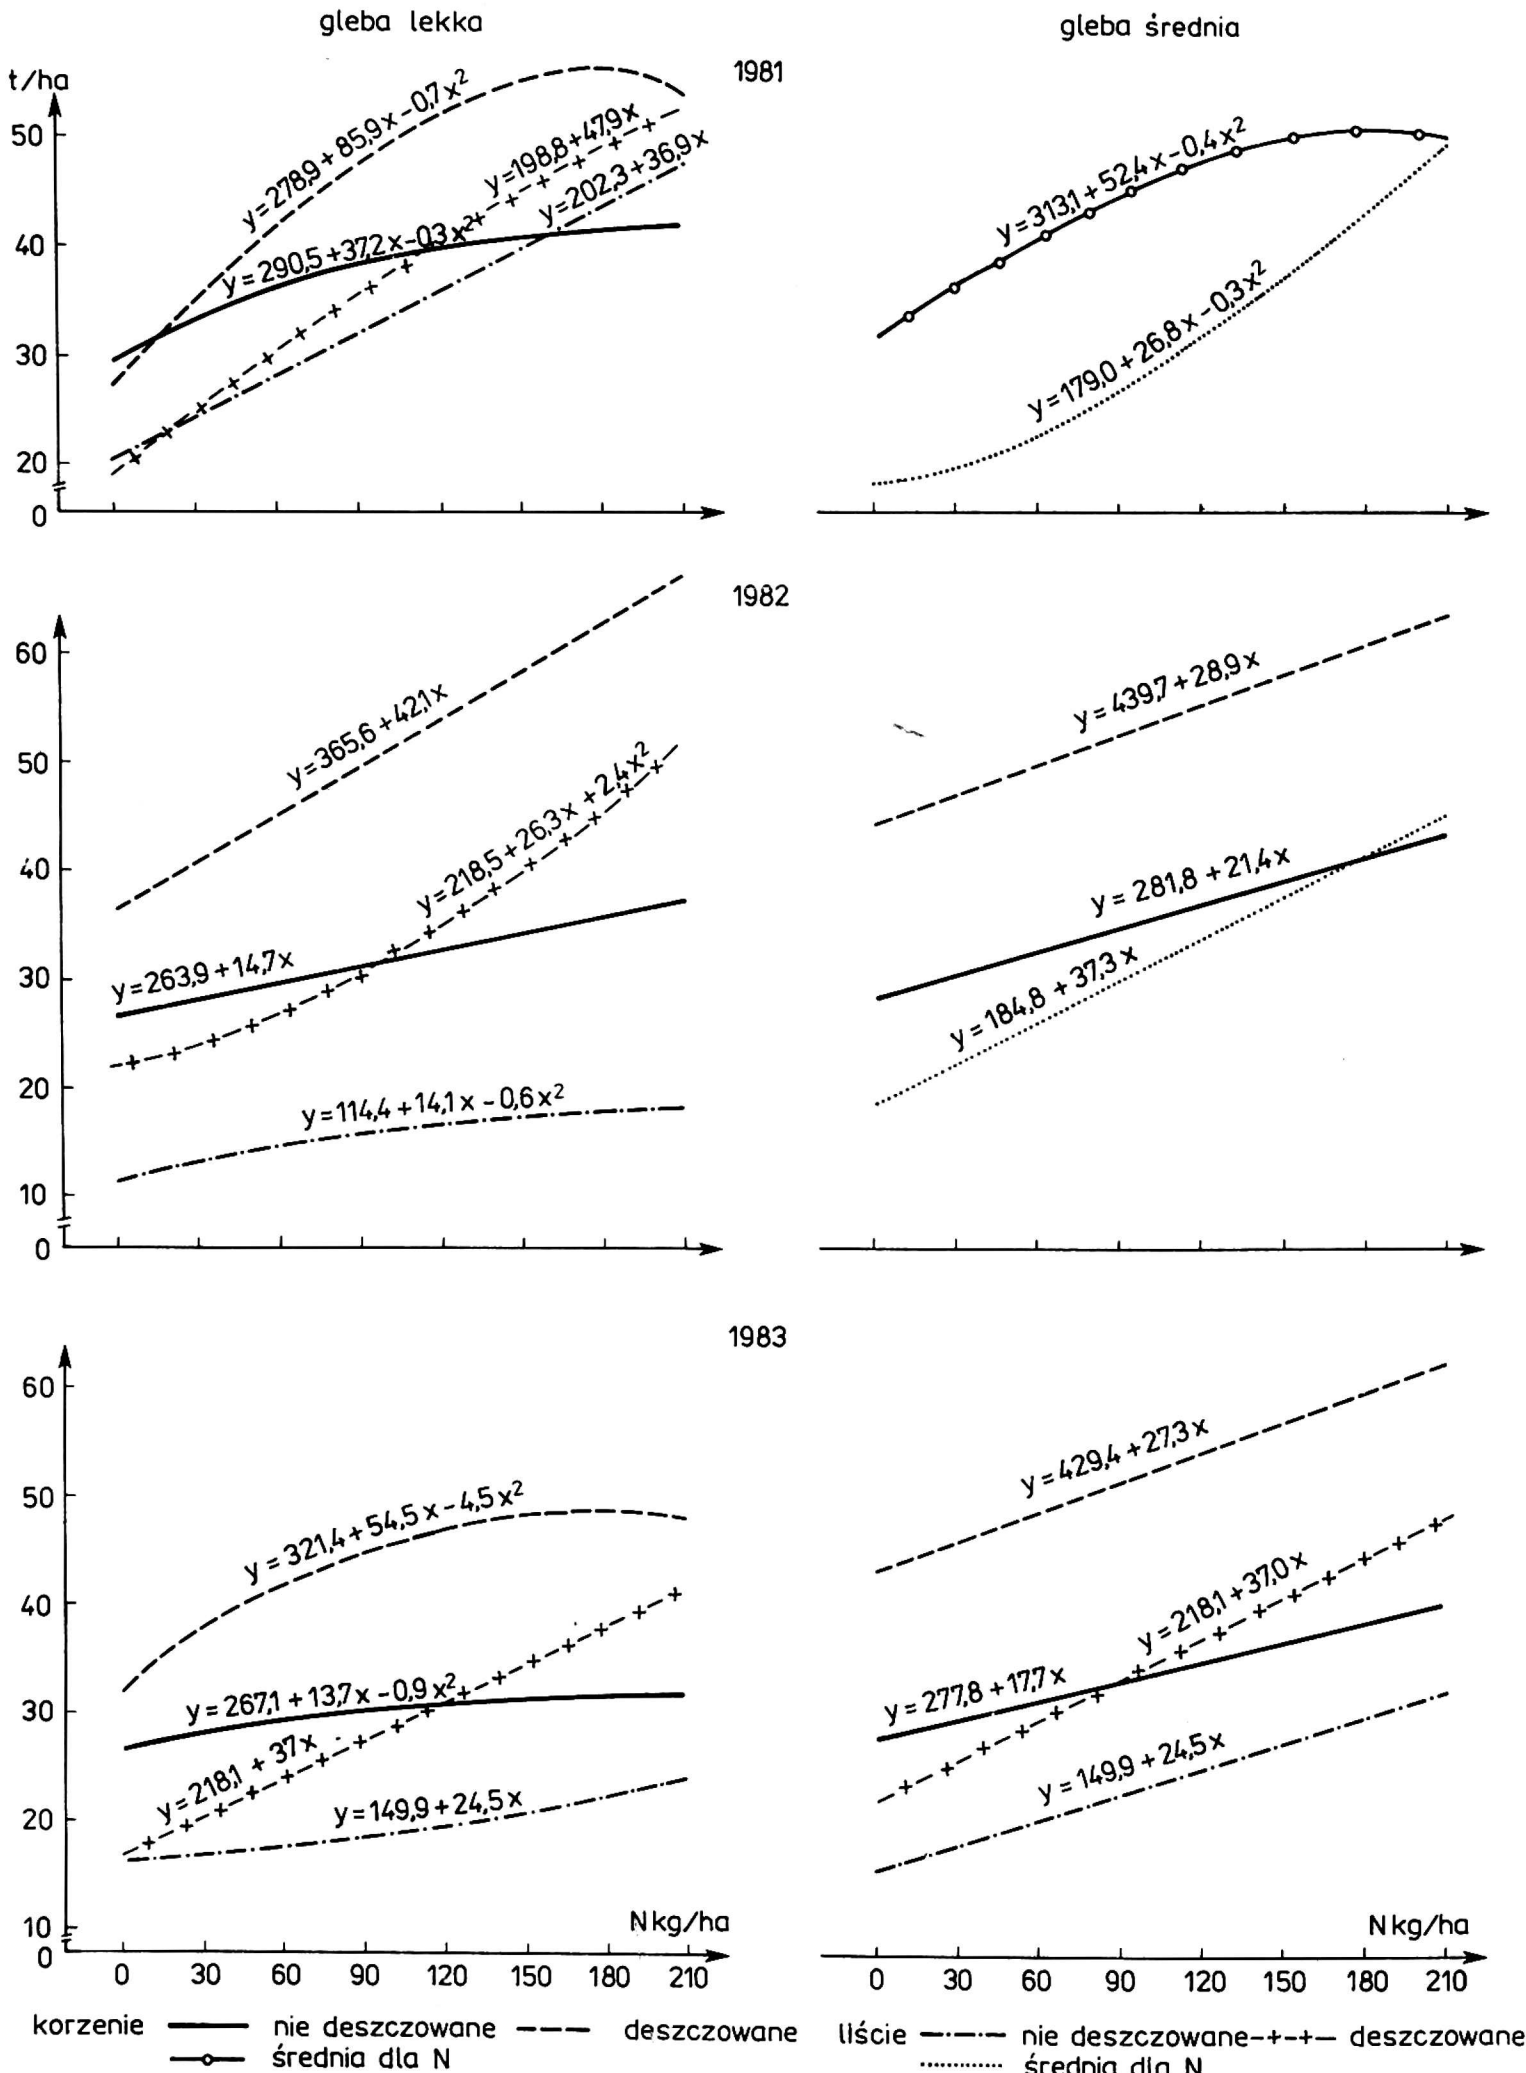 gleba lekka
gleba średnia
t/ha
1981
50
40
30
20
0
y=278,9+85,9x-0,7x²
y=198,8+47,9x
y=202,3+36,9x
y=290,5+37,2x-0,3x²
y=313,1+52,4x-0,4x²
y=179,0+26,8x-0,3x²
1982
60
50
40
30
20
10
0
y=365,6+42,1x
y=218,5+26,3x+2,4x²
y=263,9+14,7x
y=114,4+14,1x-0,6x²
y=439,7+28,9x
y=281,8+21,4x
y=184,8+37,3x
1983
60
50
40
30
20
10
0
y=321,4+54,5x-4,5x²
y=267,1+13,7x-0,9x²
y=218,1+37x
y=149,9+24,5x
y=429,4+27,3x
y=218,1+37,0x
y=277,8+17,7x
y=149,9+24,5x
N kg/ha
N kg/ha
0 30 60 90 120 150 180 210
0 30 60 90 120 150 180 210
korzenie nie deszczowane deszczowane liście nie deszczowane deszczowane
średnia dla N
średnia dla N